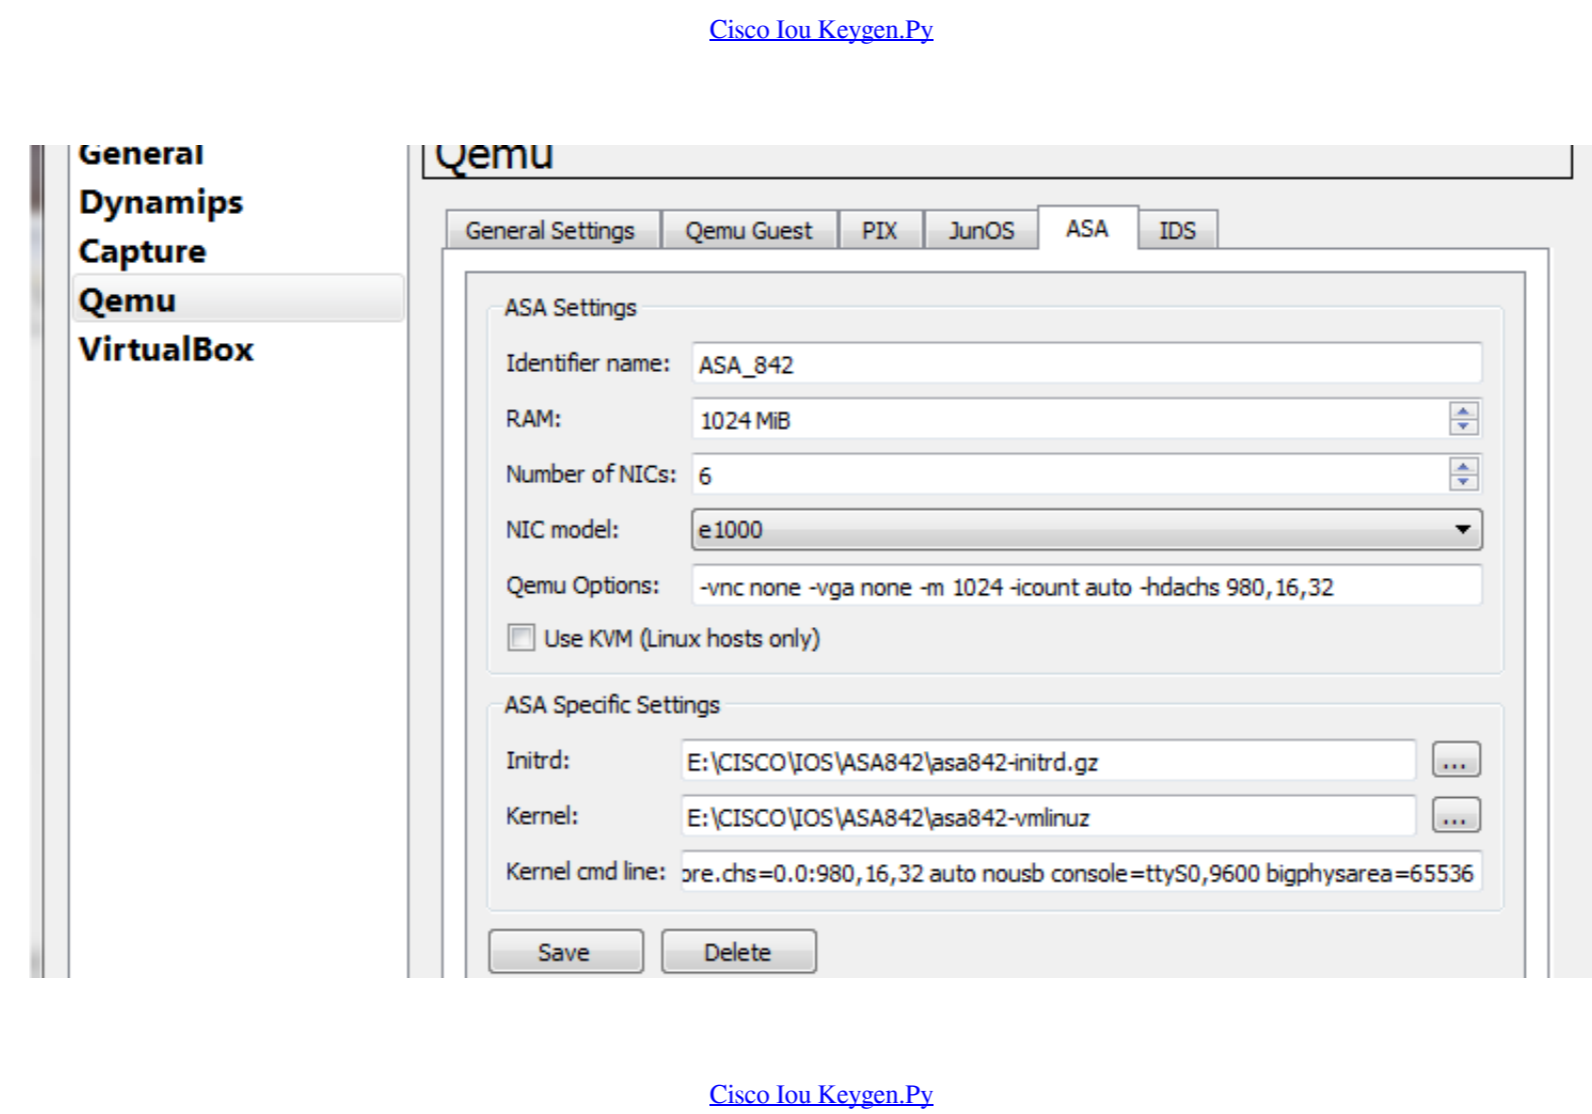 Cisco Iou Keygen.Py
General
Dynamips
Capture
Qemu
VirtualBox
Qemu
General Settings
Qemu Guest
PIX
JunOS
ASA
IDS
ASA Settings
Identifier name: ASA_842
RAM: 1024 MiB
Number of NICs: 6
NIC model: e1000
Qemu Options: -vnc none -vga none -m 1024 -icount auto -hdachs 980,16,32
Use KVM (Linux hosts only)
ASA Specific Settings
Initrd: E:\CISCO\IOS\ASA842\asa842-initrd.gz ...
Kernel: E:\CISCO\IOS\ASA842\asa842-vmlinuz ...
Kernel cmd line: ore.chs=0.0:980,16,32 auto nousb console=ttyS0,9600 bigphysarea=65536
Save
Delete
Cisco Iou Keygen.Py